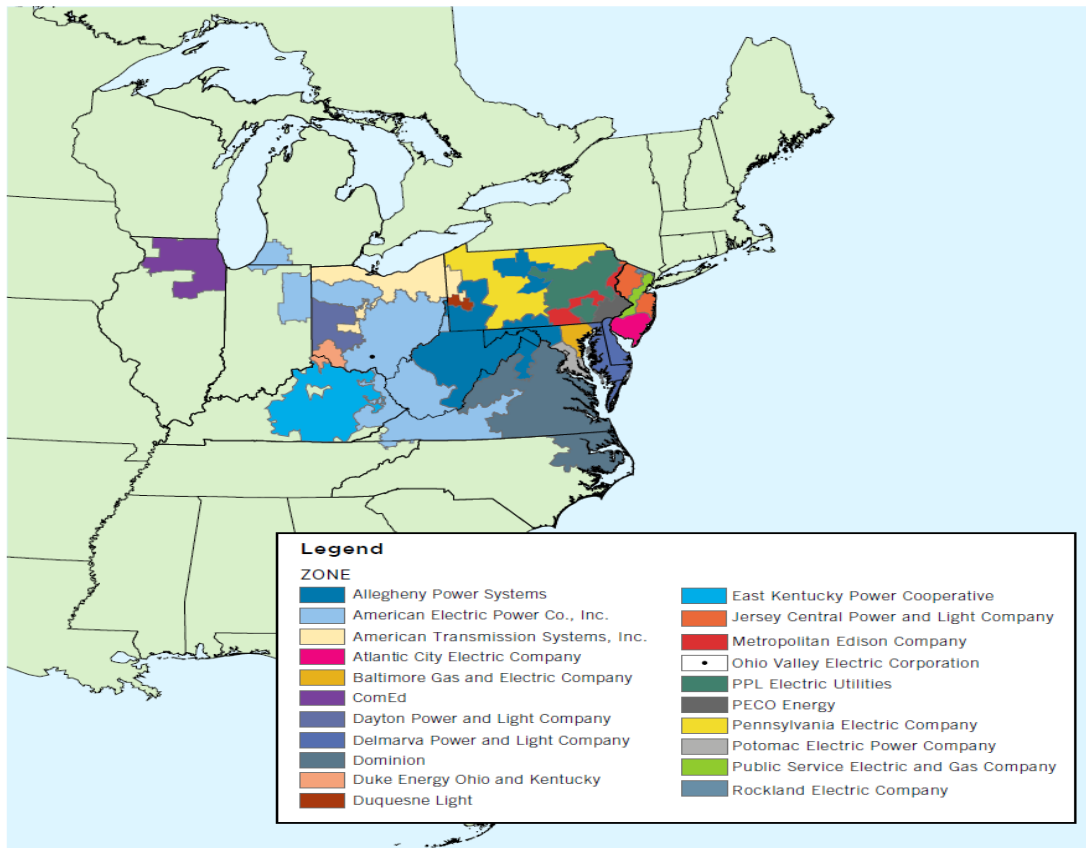 Legend
ZONE
Allegheny Power Systems
American Electric Power Co., Inc.
American Transmission Systems, Inc.
Atlantic City Electric Company
Baltimore Gas and Electric Company
ComEd
Dayton Power and Light Company
Delmarva Power and Light Company
Dominion
Duke Energy Ohio and Kentucky
Duquesne Light
East Kentucky Power Cooperative
Jersey Central Power and Light Company
Metropolitan Edison Company
Ohio Valley Electric Corporation
PPL Electric Utilities
PECO Energy
Pennsylvania Electric Company
Potomac Electric Power Company
Public Service Electric and Gas Company
Rockland Electric Company